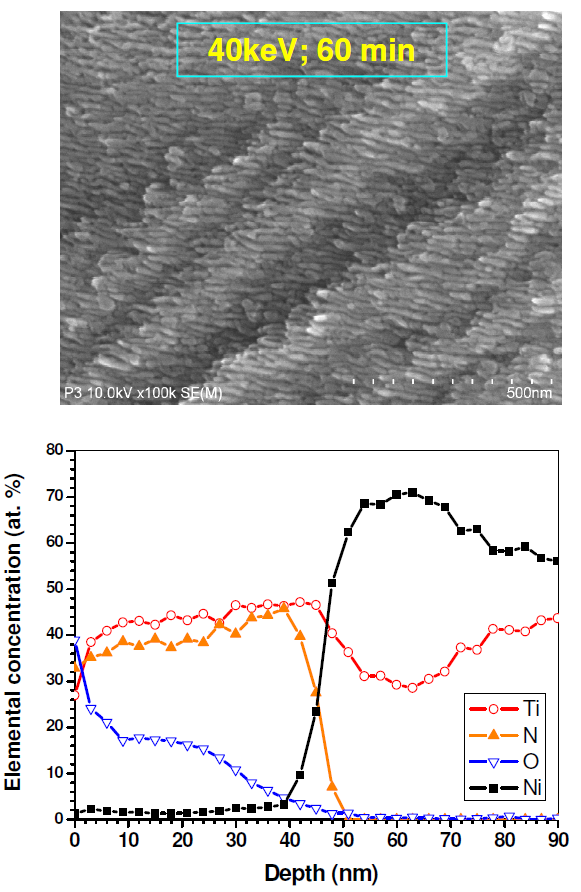 40keV; 60 min
P3 10.0kV x100k SE(M)
500nm
Elemental concentration (at. %)
80
70
60
50
40
30
20
10
0
Ti
N
O
Ni
0 10 20 30 40 50 60 70 80 90
Depth (nm)